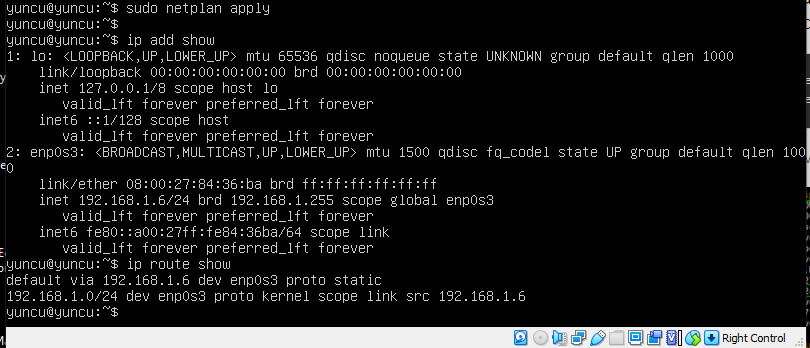 yuncu@yuncu:~$ sudo netplan apply
yuncu@yuncu:~$
yuncu@yuncu:~$ ip add show
1: lo: <LOOPBACK,UP,LOWER_UP> mtu 65536 qdisc noqueue state UNKNOWN group default qlen 1000
    link/loopback 00:00:00:00:00:00 brd 00:00:00:00:00:00
    inet 127.0.0.1/8 scope host lo
       valid_lft forever preferred_lft forever
    inet6 ::1/128 scope host
       valid_lft forever preferred_lft forever
2: enp0s3: <BROADCAST,MULTICAST,UP,LOWER_UP> mtu 1500 qdisc fq_codel state UP group default qlen 100
0
    link/ether 08:00:27:84:36:ba brd ff:ff:ff:ff:ff:ff
    inet 192.168.1.6/24 brd 192.168.1.255 scope global enp0s3
       valid_lft forever preferred_lft forever
    inet6 fe80::a00:27ff:fe84:36ba/64 scope link
       valid_lft forever preferred_lft forever
yuncu@yuncu:~$ ip route show
default via 192.168.1.6 dev enp0s3 proto static
192.168.1.0/24 dev enp0s3 proto kernel scope link src 192.168.1.6
yuncu@yuncu:~$
Right Control